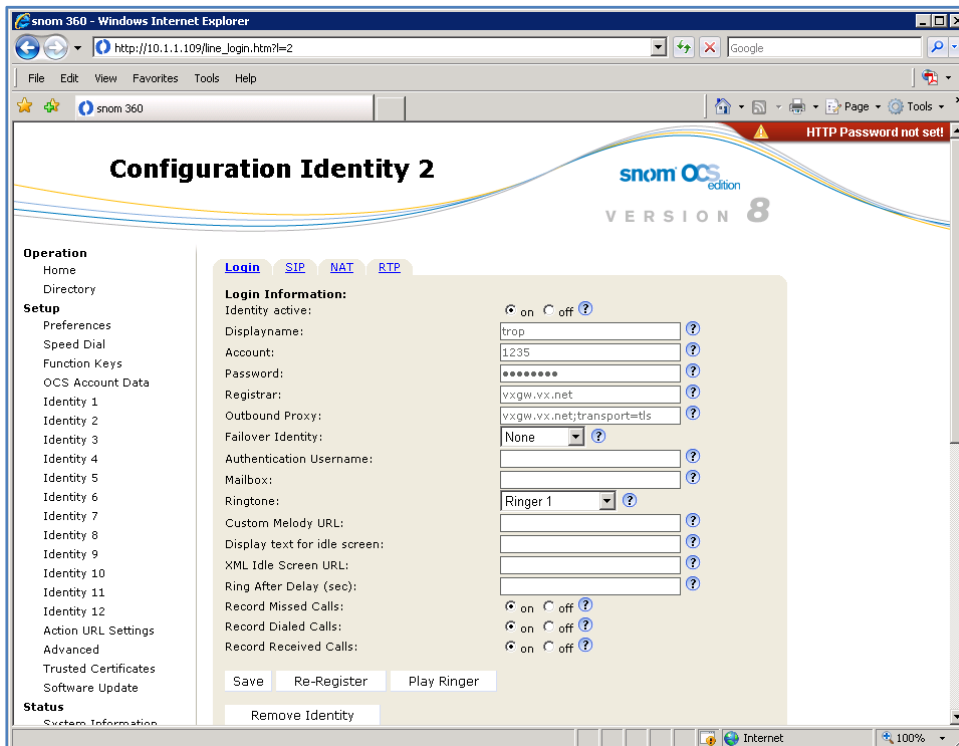 snom 360 - Windows Internet Explorer
http://10.1.1.109/line_login.htm?l=2
Google
File Edit View Favorites Tools Help
snom 360
Page Tools
HTTP Password not set!
Configuration Identity 2
snom OCS edition
VERSION 8
Operation
Home
Directory
Setup
Preferences
Speed Dial
Function Keys
OCS Account Data
Identity 1
Identity 2
Identity 3
Identity 4
Identity 5
Identity 6
Identity 7
Identity 8
Identity 9
Identity 10
Identity 11
Identity 12
Action URL Settings
Advanced
Trusted Certificates
Software Update
Status
System Information
Login SIP NAT RTP
Login Information:
Identity active: on off ?
Displayname: trop ?
Account: 1235 ?
Password: •••••••• ?
Registrar: vxgw.vx.net ?
Outbound Proxy: vxgw.vx.net;transport=tls ?
Failover Identity: None ?
Authentication Username: ?
Mailbox: ?
Ringtone: Ringer 1 ?
Custom Melody URL: ?
Display text for idle screen: ?
XML Idle Screen URL: ?
Ring After Delay (sec): ?
Record Missed Calls: on off ?
Record Dialed Calls: on off ?
Record Received Calls: on off ?
Save Re-Register Play Ringer
Remove Identity
Internet 100%